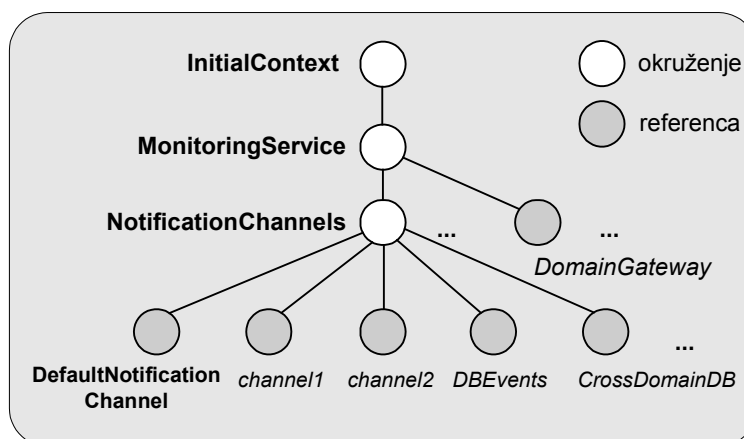 InitialContext
okruženje
MonitoringService
referenca
NotificationChannels
...
...
DomainGateway
...
DefaultNotification
Channel
channel1
channel2
DBEvents
CrossDomainDB